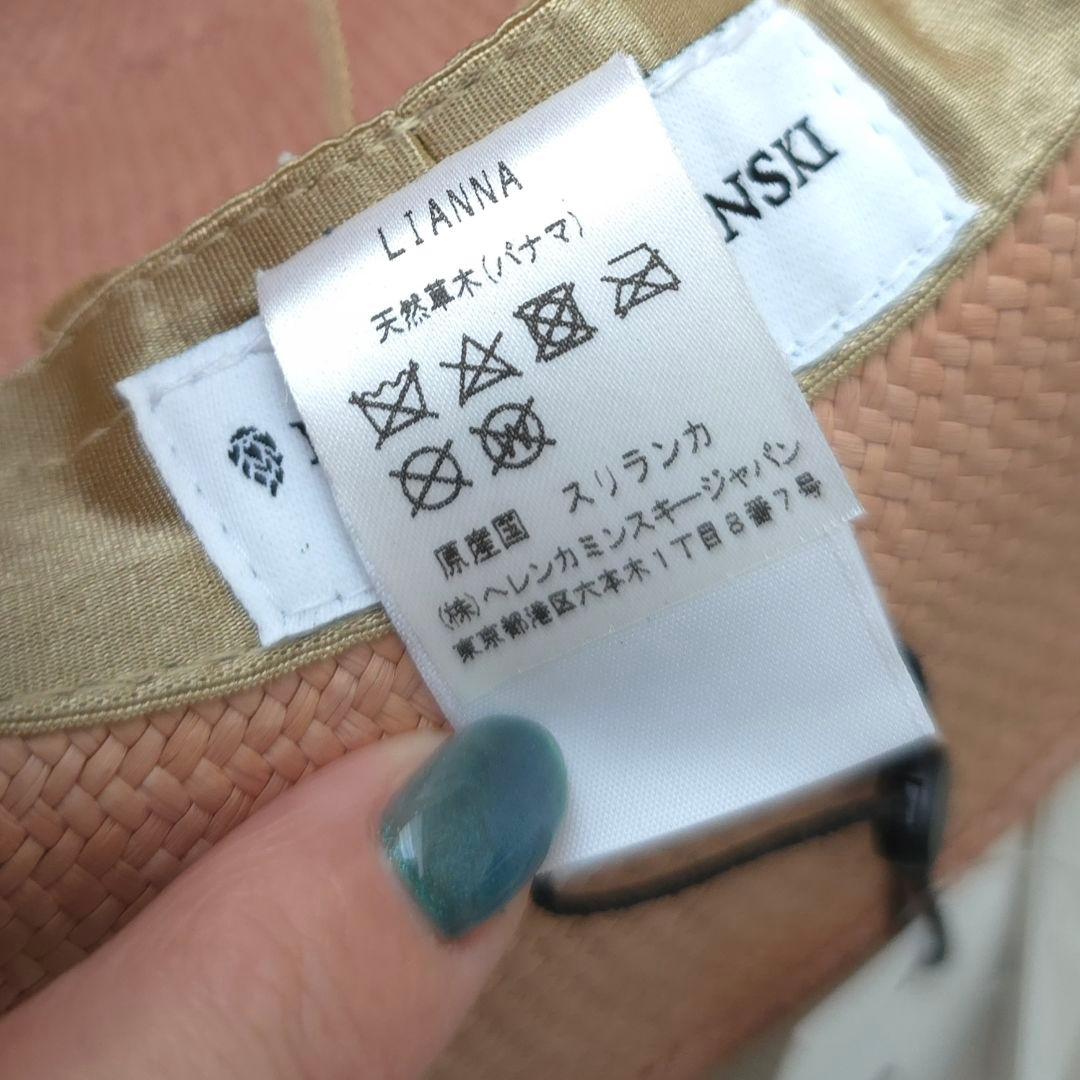 LIANNA
天然草木(パナマ)
原産国 スリランカ
(株)ヘレンカミンスキージャパン
東京都港区六本木1丁目8番7号
NSKI